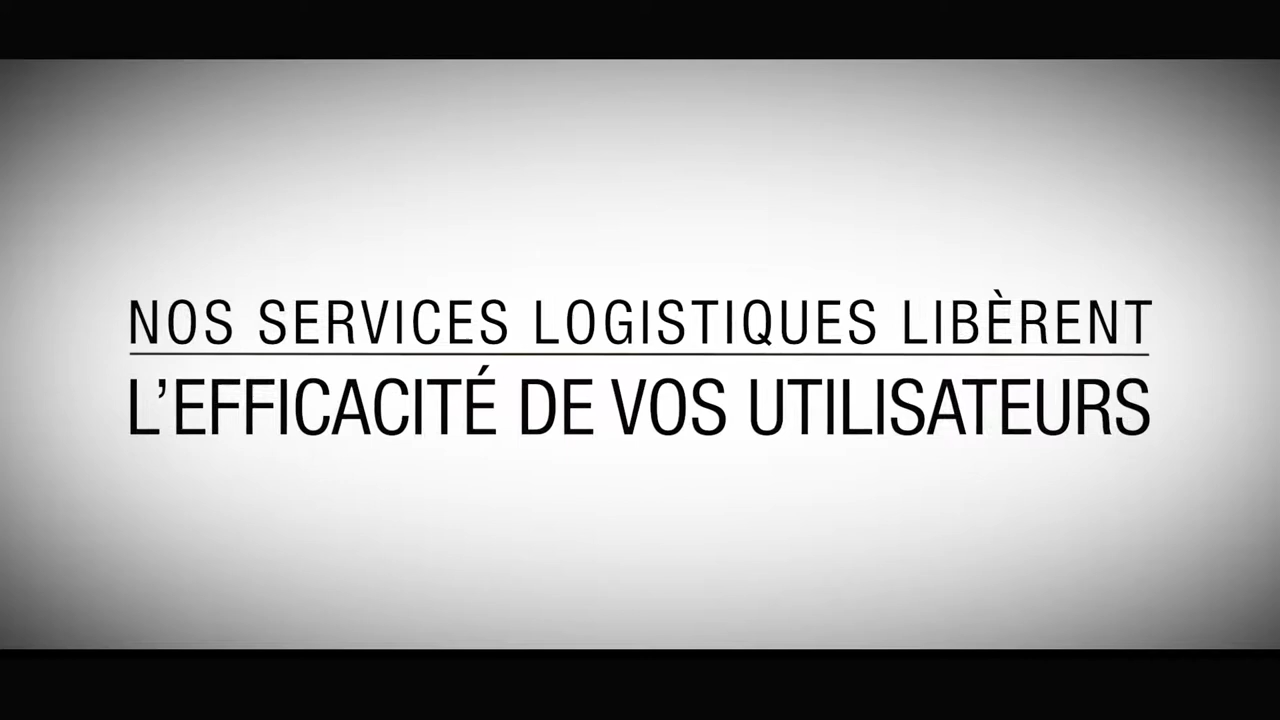 NOS SERVICES LOGISTIQUES LIBÈRENT
L’EFFICACITÉ DE VOS UTILISATEURS